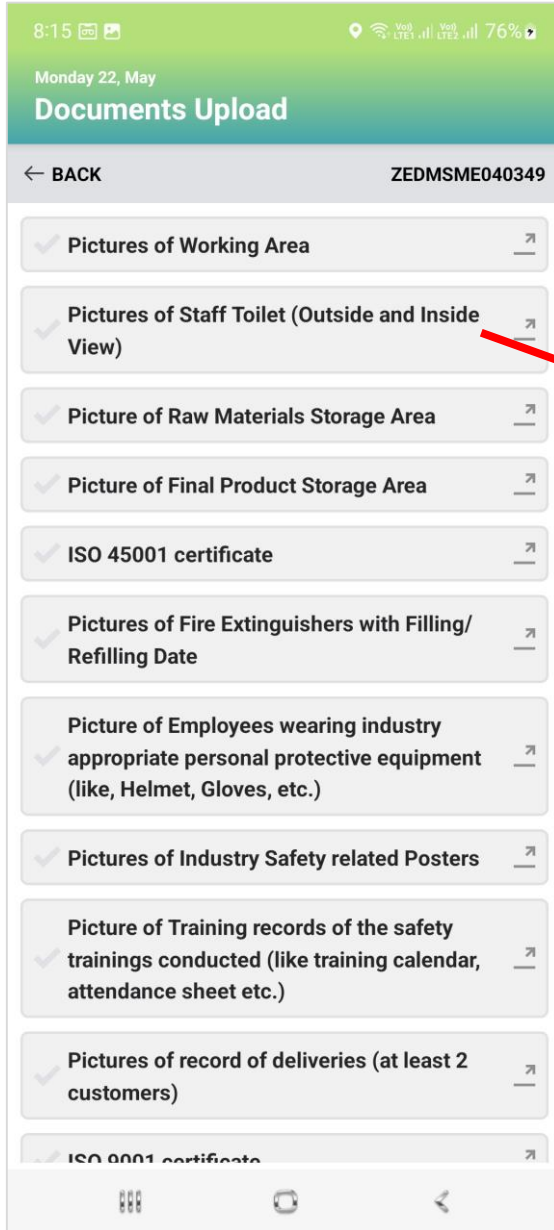 8:15 76%
Monday 22, May
Documents Upload
← BACK ZEDMSME040349
Pictures of Working Area
Pictures of Staff Toilet (Outside and Inside
View)
Picture of Raw Materials Storage Area
Picture of Final Product Storage Area
ISO 45001 certificate
Pictures of Fire Extinguishers with Filling/
Refilling Date
Picture of Employees wearing industry
appropriate personal protective equipment
(like, Helmet, Gloves, etc.)
Pictures of Industry Safety related Posters
Picture of Training records of the safety
trainings conducted (like training calendar,
attendance sheet etc.)
Pictures of record of deliveries (at least 2
customers)
ISO 9001 certificate